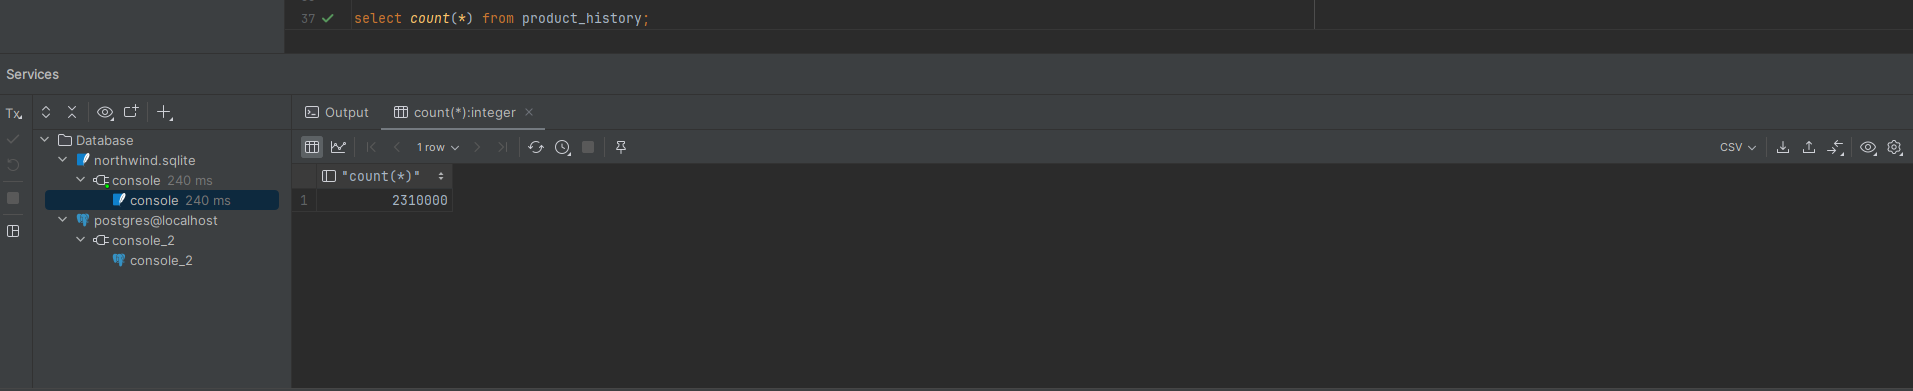 37 select count(*) from product_history;
Services
Tx
Output count(*):integer
Database
1 row CSV
northwind.sqlite
console 240 ms
"count(*)"
console 240 ms
1 2310000
postgres@localhost
console_2
console_2